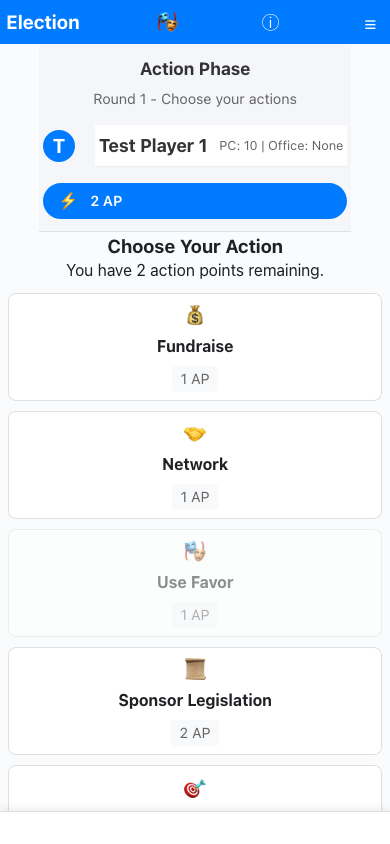 Election
Action Phase
Round 1 - Choose your actions
T
Test Player 1 PC: 10 | Office: None
⚡ 2 AP
Choose Your Action
You have 2 action points remaining.
Fundraise
1 AP
Network
1 AP
Use Favor
1 AP
Sponsor Legislation
2 AP